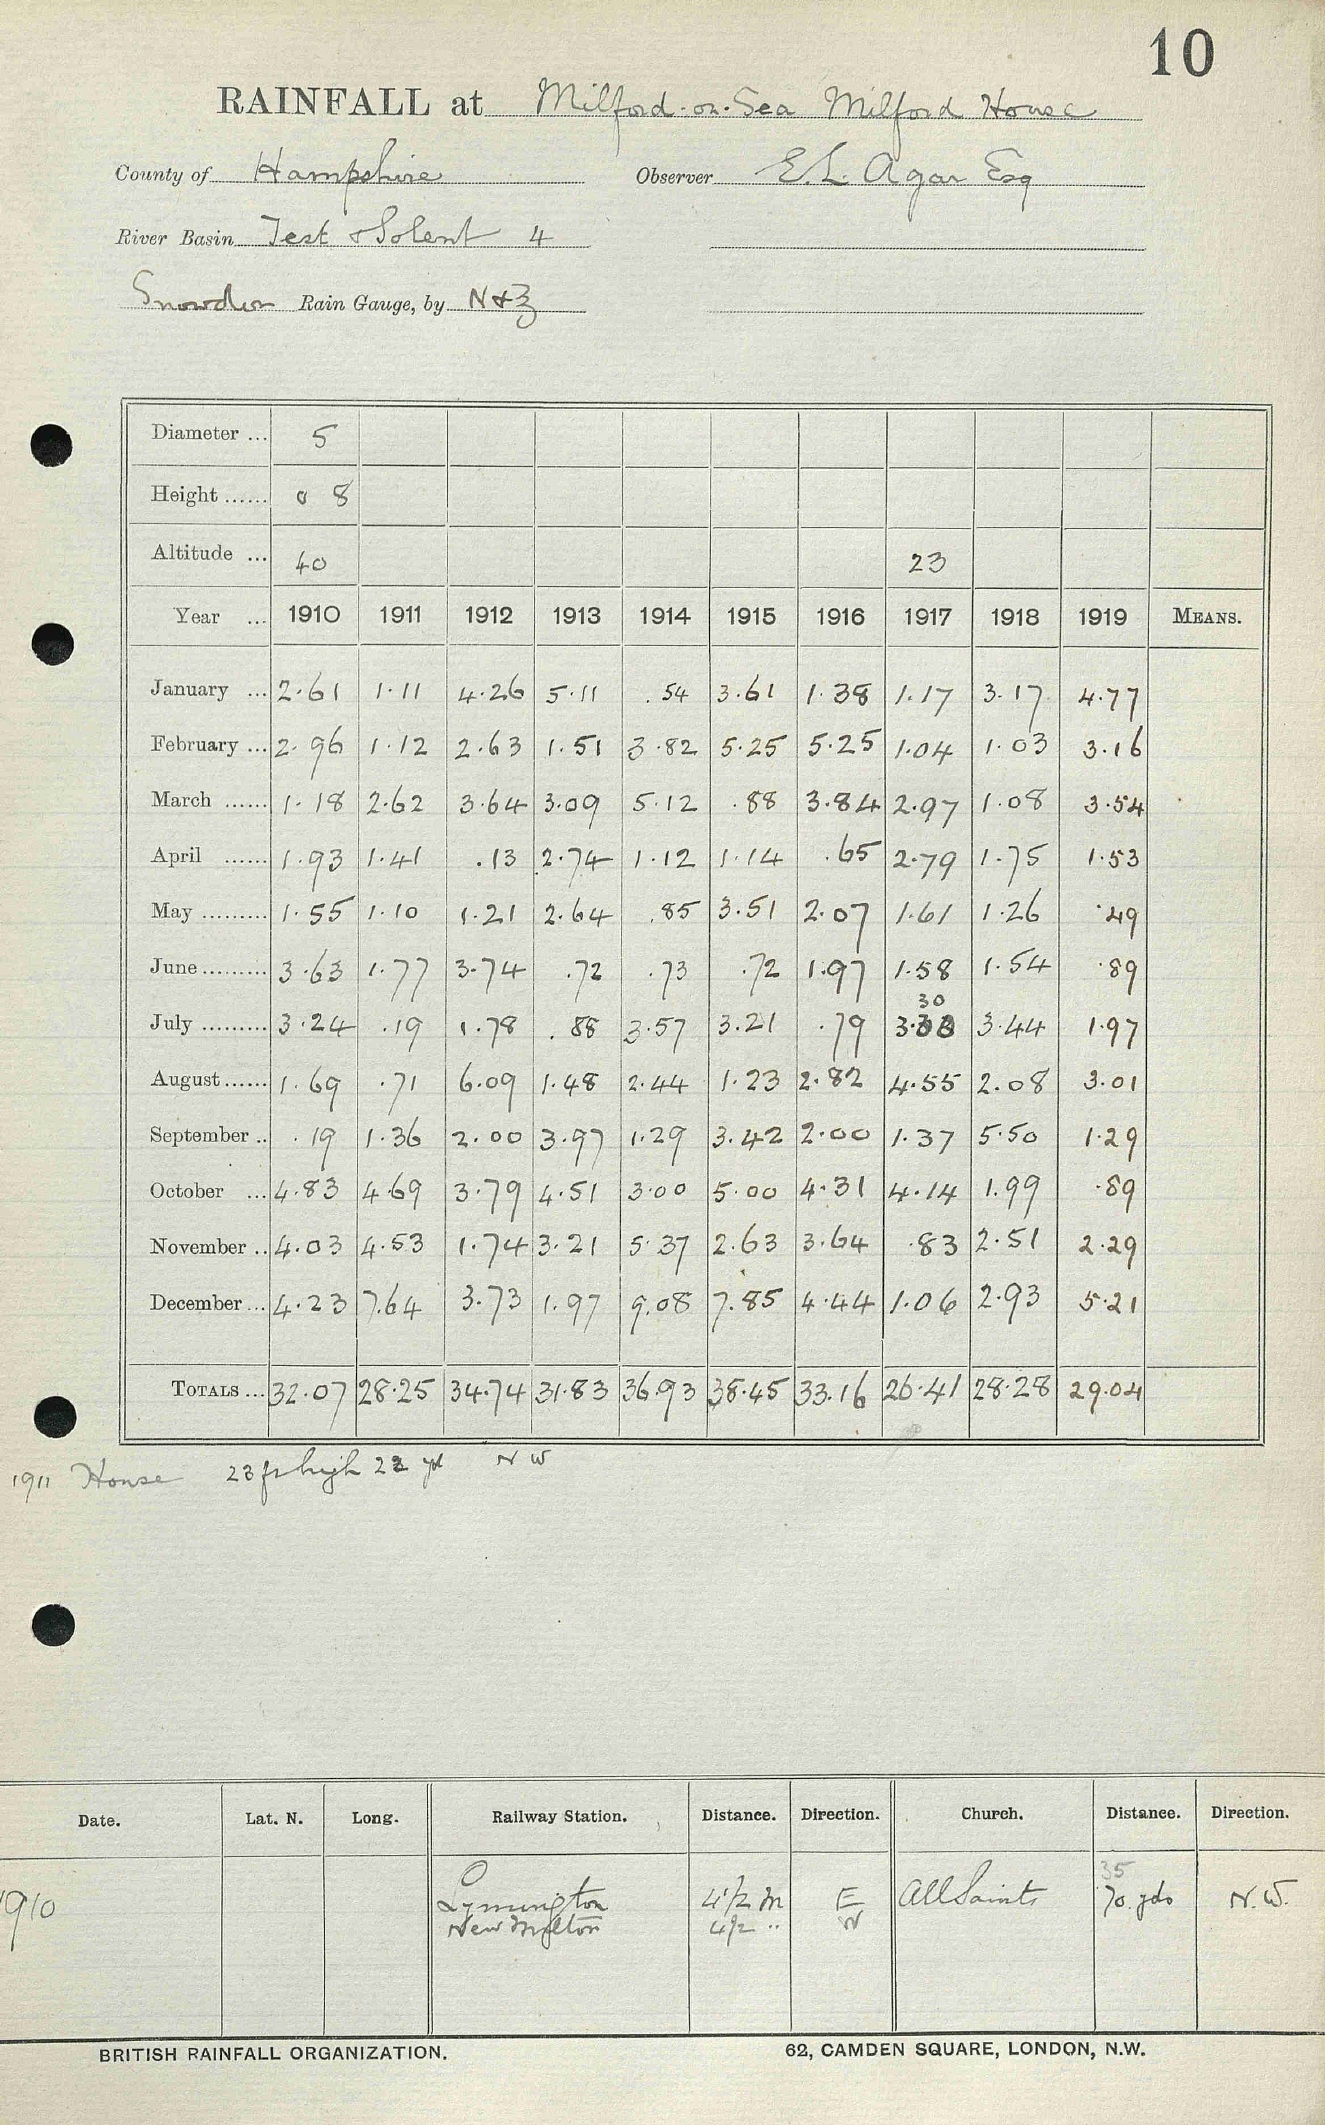 10
RAINFALL at Milford-on-Sea Milford House
County of Hampshire Observer E.L. Agar Esq
River Basin Test & Solent 4
Snowdon Rain Gauge, by N & Z
Diameter ... 5
Height ...... 0 8
Altitude ... 40 23
Year ... 1910 1911 1912 1913 1914 1915 1916 1917 1918 1919 MEANS.
January ... 2.61 1.11 4.26 5.11 .54 3.61 1.38 1.17 3.17 4.77
February ... 2.96 1.12 2.63 1.51 3.82 5.25 5.25 1.04 1.03 3.16
March ...... 1.18 2.62 3.64 3.09 5.12 .88 3.84 2.97 1.08 3.54
April ...... 1.93 1.41 .13 2.74 1.12 1.14 .65 2.79 1.75 1.53
May ......... 1.55 1.10 1.21 2.64 .85 3.51 2.07 1.61 1.26 .49
June ......... 3.63 1.77 3.74 .72 .73 .72 1.97 1.58 1.54 .89
30
July ......... 3.24 .19 1.78 .88 3.57 3.21 .79 3.30 3.44 1.97
August ...... 1.69 .71 6.09 1.48 2.44 1.23 2.82 4.55 2.08 3.01
September .. .19 1.36 2.00 3.97 1.29 3.42 2.00 1.37 5.50 1.29
October ... 4.83 4.69 3.79 4.51 3.00 5.00 4.31 4.14 1.99 .89
November .. 4.03 4.53 1.74 3.21 5.37 2.63 3.64 .83 2.51 2.29
December ... 4.23 7.64 3.73 1.97 9.08 7.85 4.44 1.06 2.93 5.21
TOTALS ... 32.07 28.25 34.74 31.83 36.93 38.45 33.16 26.41 28.28 29.04
1911 House 23 ft high 22 yd N W
Date. Lat. N. Long. Railway Station. Distance. Direction. Church. Distance. Direction.
35
1910 Lymington 4 1/2 m E All Saints 70 yds N.W.
New Milton 4 1/2 " N
BRITISH RAINFALL ORGANIZATION. 62, CAMDEN SQUARE, LONDON, N.W.